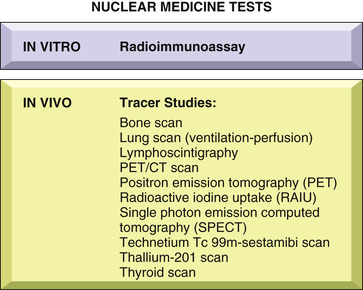 NUCLEAR MEDICINE TESTS
IN VITRO Radioimmunoassay
IN VIVO Tracer Studies:
Bone scan
Lung scan (ventilation-perfusion)
Lymphoscintigraphy
PET/CT scan
Positron emission tomography (PET)
Radioactive iodine uptake (RAIU)
Single photon emission computed
tomography (SPECT)
Technetium Tc 99m-sestamibi scan
Thallium-201 scan
Thyroid scan